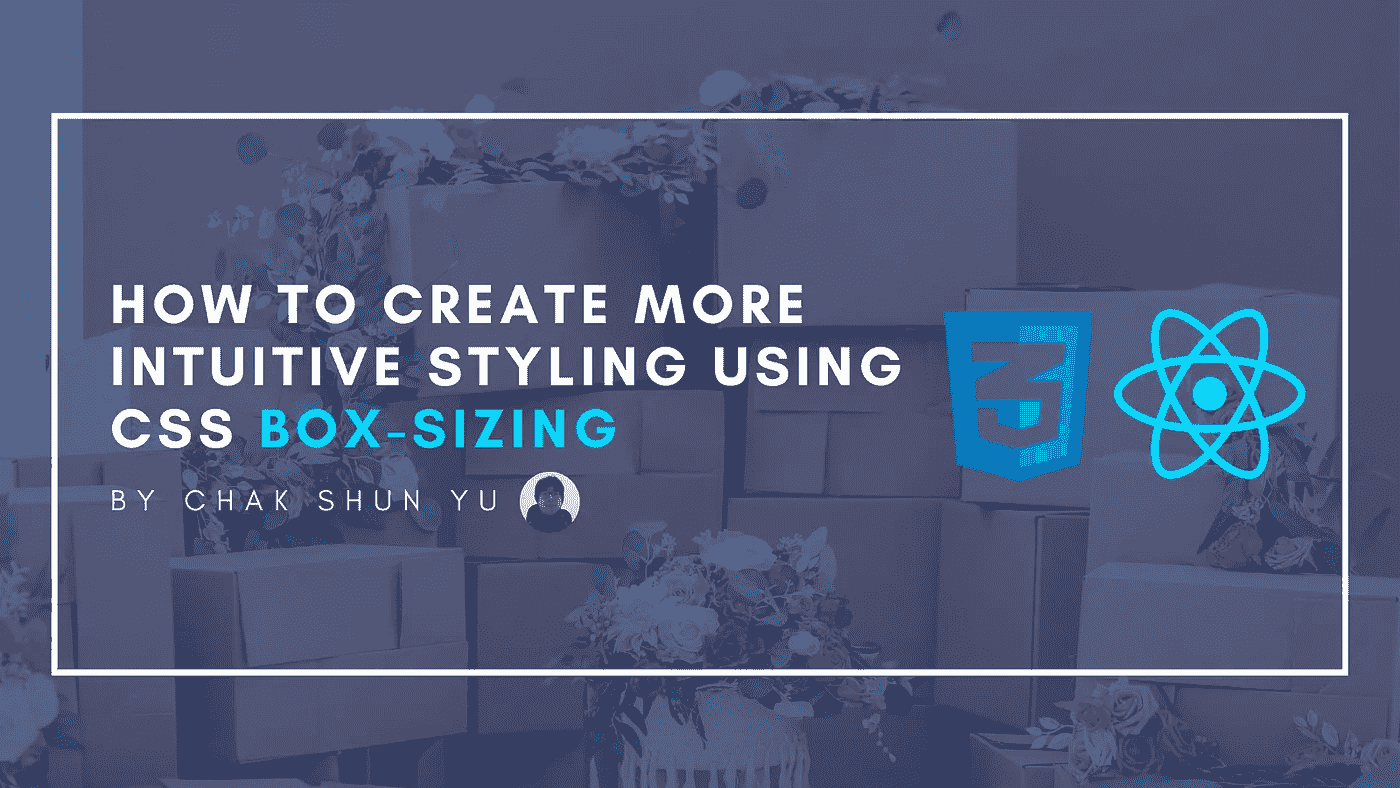 HOW TO CREATE MORE
INTUITIVE STYLING USING
CSS BOX-SIZING
BY CHAK SHUN YU